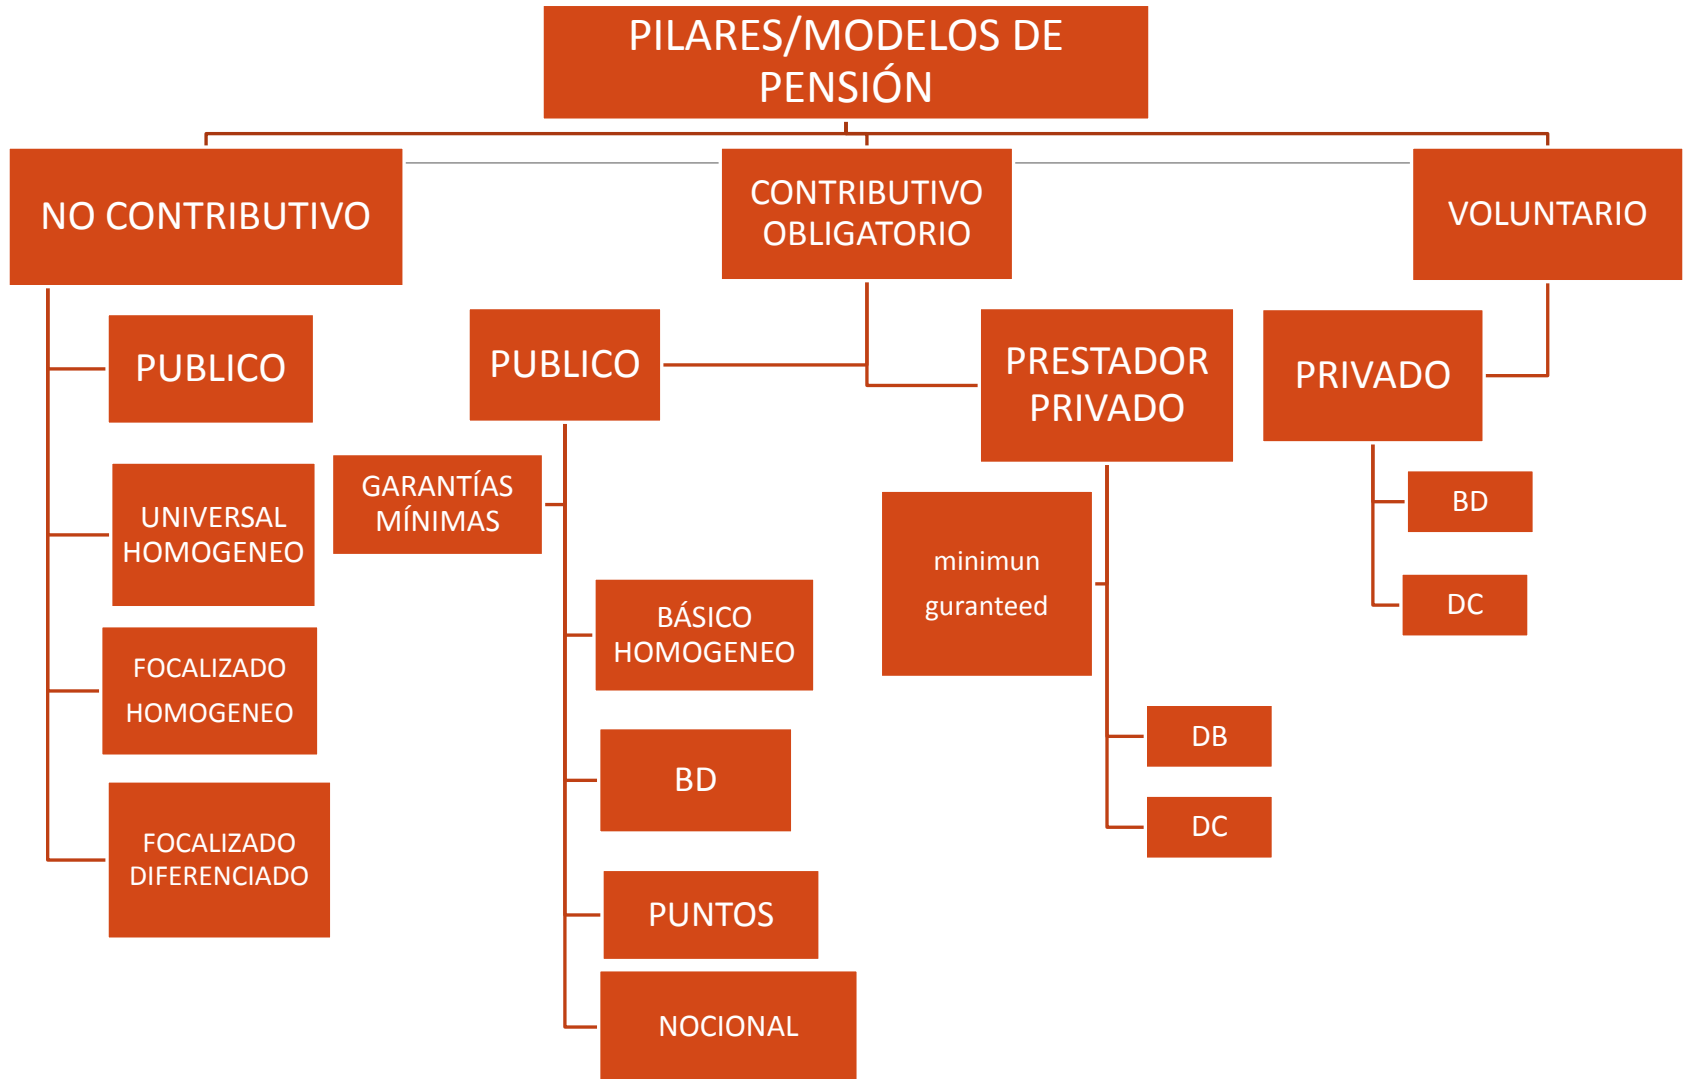 PILARES/MODELOS DE
PENSIÓN
NO CONTRIBUTIVO
CONTRIBUTIVO
OBLIGATORIO
VOLUNTARIO
PUBLICO
UNIVERSAL
HOMOGENEO
FOCALIZADO
HOMOGENEO
FOCALIZADO
DIFERENCIADO
PUBLICO
GARANTÍAS
MÍNIMAS
BÁSICO
HOMOGENEO
BD
PUNTOS
NOCIONAL
PRESTADOR
PRIVADO
minimun
guranteed
DB
DC
PRIVADO
BD
DC